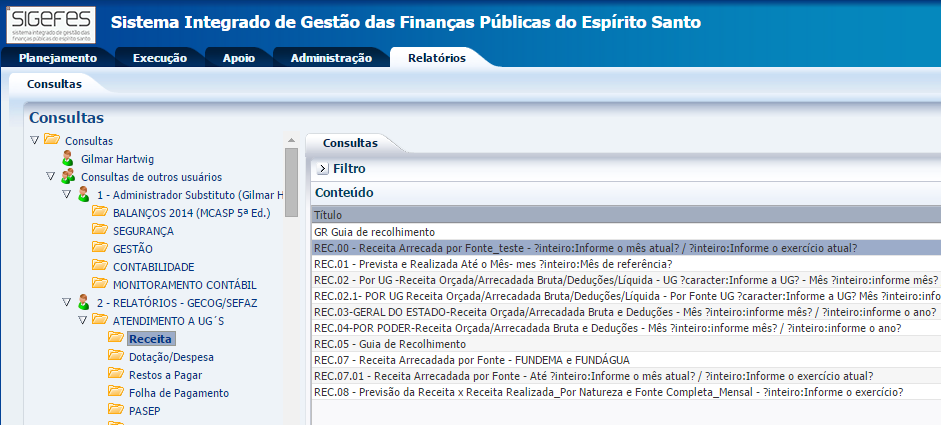 SIGEFES
sistema integrado de gestão das
finanças públicas do espírito santo
Sistema Integrado de Gestão das Finanças Públicas do Espírito Santo
Planejamento
Execução
Apoio
Administração
Relatórios
Consultas
Consultas
Consultas
Gilmar Hartwig
Consultas de outros usuários
1 - Administrador Substituto (Gilmar H
BALANÇOS 2014 (MCASP 5ª Ed.)
SEGURANÇA
GESTÃO
CONTABILIDADE
MONITORAMENTO CONTÁBIL
2 - RELATÓRIOS - GECOG/SEFAZ
ATENDIMENTO A UG´S
Receita
Dotação/Despesa
Restos a Pagar
Folha de Pagamento
PASEP
Consultas
Filtro
Conteúdo
Título
GR Guia de recolhimento
REC.00 - Receita Arrecada por Fonte_teste - ?inteiro:Informe o mês atual? / ?inteiro:Informe o exercício atual?
REC.01 - Prevista e Realizada Até o Mês- mes ?inteiro:Mês de referência?
REC.02 - Por UG -Receita Orçada/Arrecadada Bruta/Deduções/Líquida - UG ?caracter:Informe a UG? - Mês ?inteiro:informe mês?
REC.02.1- POR UG Receita Orçada/Arrecadada Bruta/Deduções/Líquida - Por Fonte UG ?caracter:Informe a UG? Mês ?inteiro:info
REC.03-GERAL DO ESTADO-Receita Orçada/Arrecadada Bruta e Deduções - Mês ?inteiro:informe mês? / ?inteiro:informe o ano?
REC.04-POR PODER-Receita Orçada/Arrecadada Bruta e Deduções - Mês ?inteiro:informe mês? / ?inteiro:informe o ano?
REC.05 - Guia de Recolhimento
REC.07 - Receita Arrecadada por Fonte - FUNDEMA e FUNDÁGUA
REC.07.01 - Receita Arrecadada por Fonte - Até ?inteiro:Informe o mês atual? / ?inteiro:Informe o exercício atual?
REC.08 - Previsão da Receita x Receita Realizada_Por Natureza e Fonte Completa_Mensal - ?inteiro:Informe o exercício?